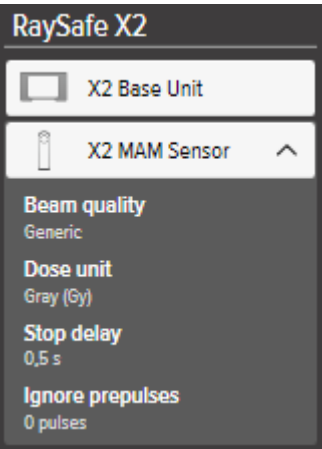 RaySafe X2
X2 Base Unit
X2 MAM Sensor
Beam quality
Generic
Dose unit
Gray (Gy)
Stop delay
0,5 s
Ignore prepulses
0 pulses